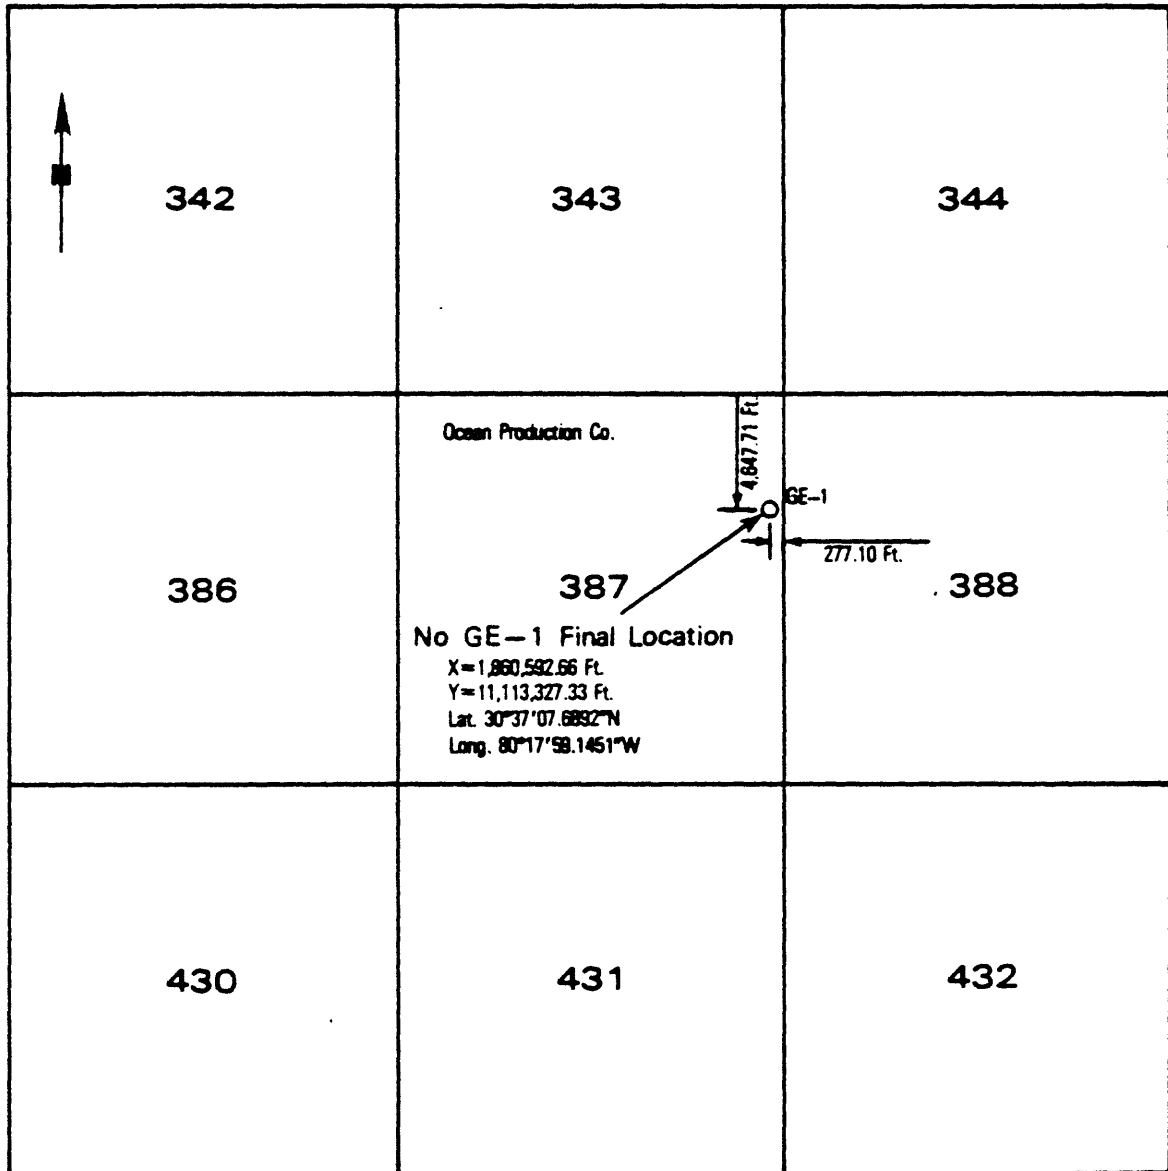 342
343
344
Ocean Production Co.
4,647.71 Ft.
GE-1
277.10 Ft.
386
387
388
No GE-1 Final Location
X=1,860,592.66 Ft.
Y=11,113,327.33 Ft.
Lat. 30°37'07.6892"N
Long. 80°17'59.1451"W
430
431
432